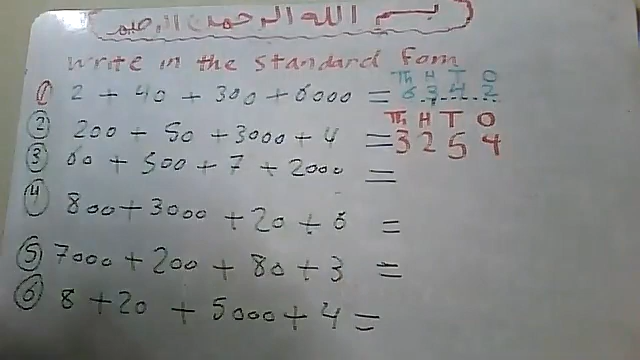 بسم الله الرحمن الرحيم
Write in the standard form
Th H T O
① 2 + 40 + 300 + 6000 = 6 3 4 2
Th H T O
② 200 + 50 + 3000 + 4 = 3 2 5 4
③ 60 + 500 + 7 + 2000 =
④ 800 + 3000 + 20 + 6 =
⑤ 7000 + 200 + 80 + 3 =
⑥ 8 + 20 + 5000 + 4 =